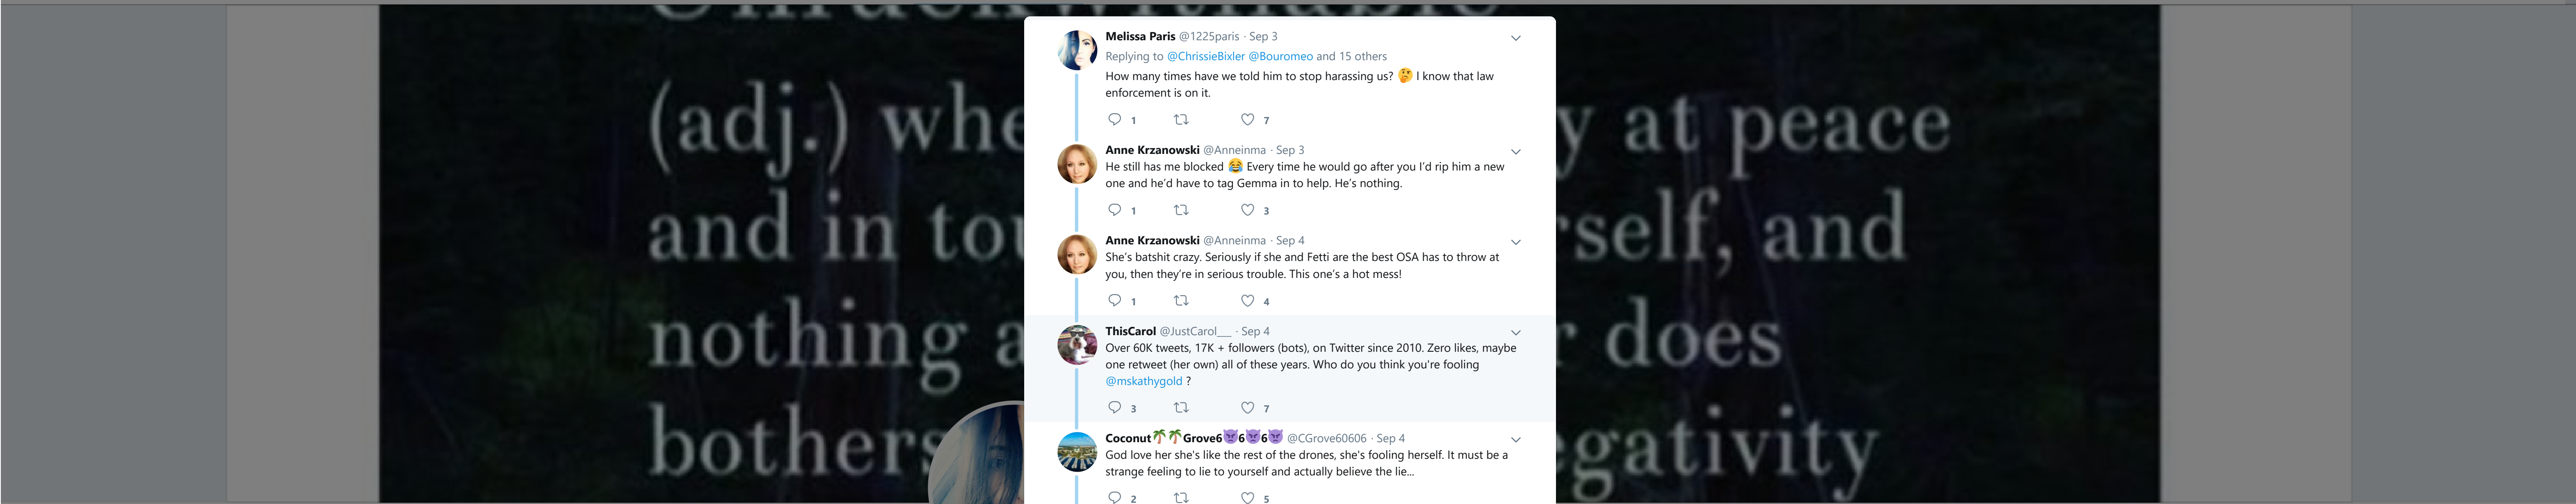 (adj.) whe
y at peace
and in tou
rself, and
nothing a
r does
bothers
egativity
Melissa Paris @1225paris · Sep 3
Replying to @ChrissieBixler @Bouromeo and 15 others
How many times have we told him to stop harassing us? 🤔 I know that law
enforcement is on it.
1 7
Anne Krzanowski @Anneinma · Sep 3
He still has me blocked 😂 Every time he would go after you I'd rip him a new
one and he'd have to tag Gemma in to help. He's nothing.
1 3
Anne Krzanowski @Anneinma · Sep 4
She's batshit crazy. Seriously if she and Fetti are the best OSA has to throw at
you, then they're in serious trouble. This one's a hot mess!
1 4
ThisCarol @JustCarol__ · Sep 4
Over 60K tweets, 17K + followers (bots), on Twitter since 2010. Zero likes, maybe
one retweet (her own) all of these years. Who do you think you're fooling
@mskathygold ?
3 7
Coconut🌴🌴Grove6😈6😈6😈 @CGrove60606 · Sep 4
God love her she's like the rest of the drones, she's fooling herself. It must be a
strange feeling to lie to yourself and actually believe the lie...
2 5